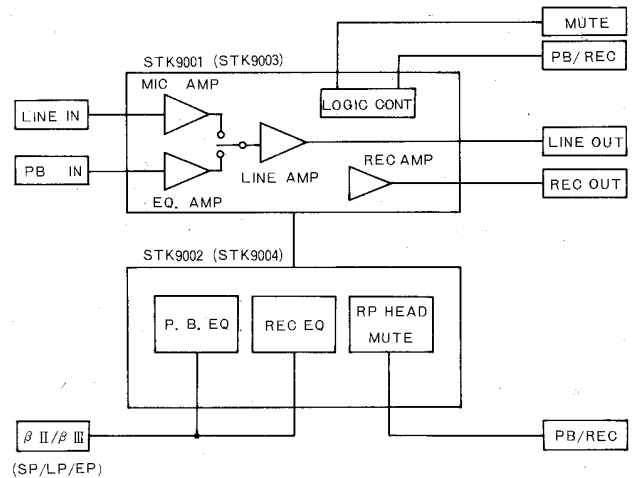 MUTE
STK9001 (STK9003)
PB/REC
MIC AMP
LOGIC CONT
LINE IN
LINE OUT
REC AMP
PB IN
LINE AMP
REC OUT
EQ. AMP
STK9002 (STK9004)
P. B. EQ
REC EQ
RP HEAD
MUTE
β II/β III
PB/REC
(SP/LP/EP)